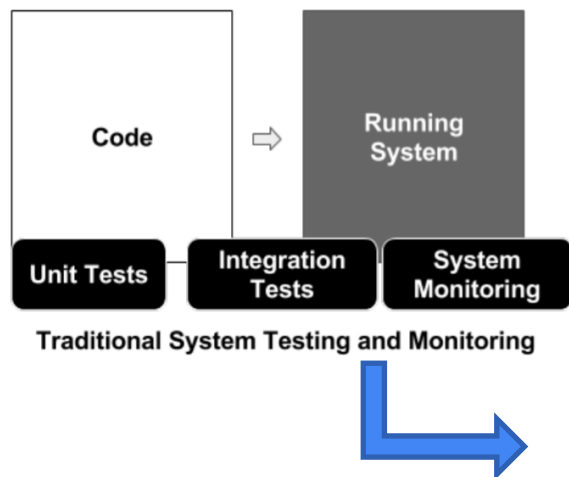 Code
Running
System
Unit Tests
Integration
Tests
System
Monitoring
Traditional System Testing and Monitoring